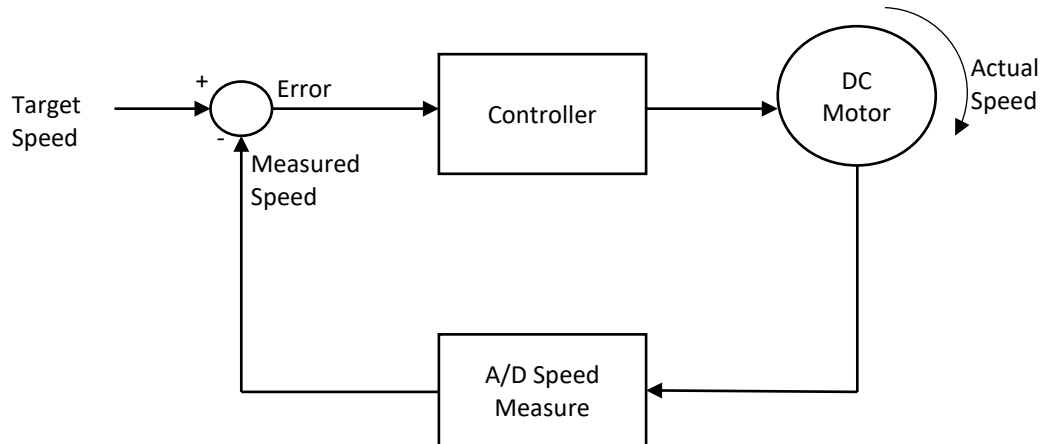 Target
Speed
+
-
Error
Measured
Speed
Controller
DC
Motor
Actual
Speed
A/D Speed
Measure